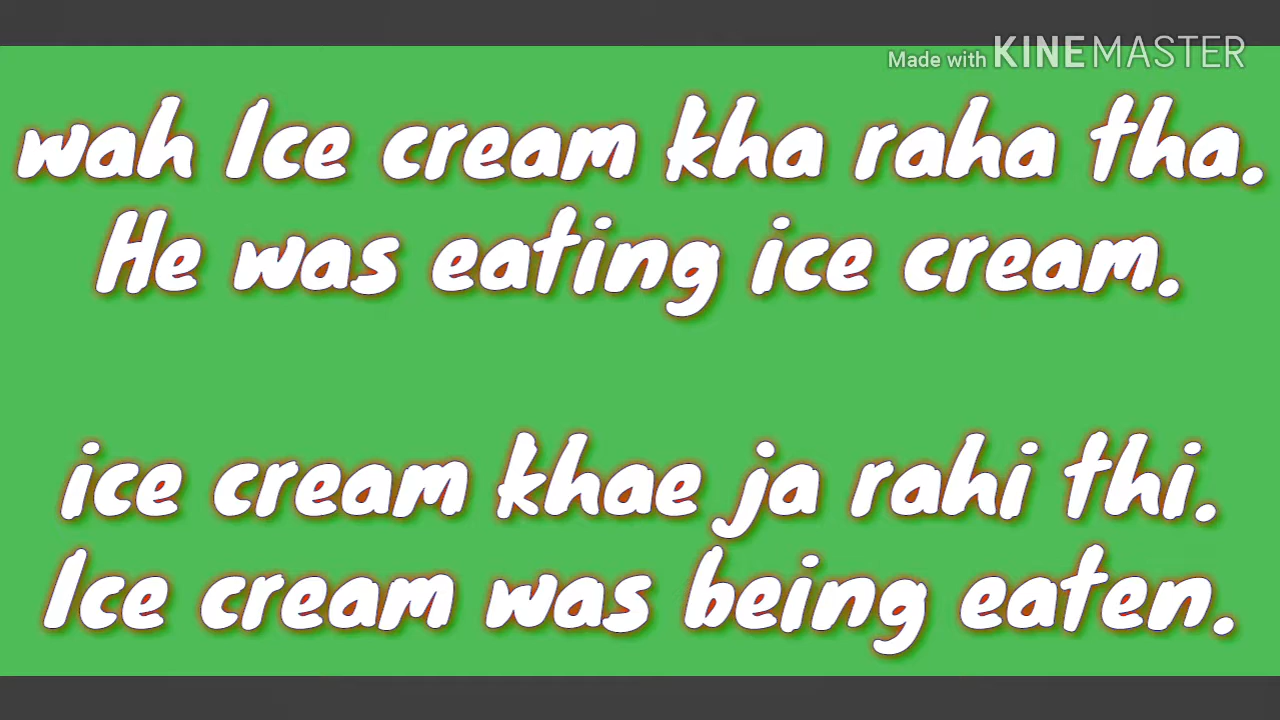 Made with KINEMASTER
wah Ice cream kha raha tha.
He was eating ice cream.
ice cream khae ja rahi thi.
Ice cream was being eaten.